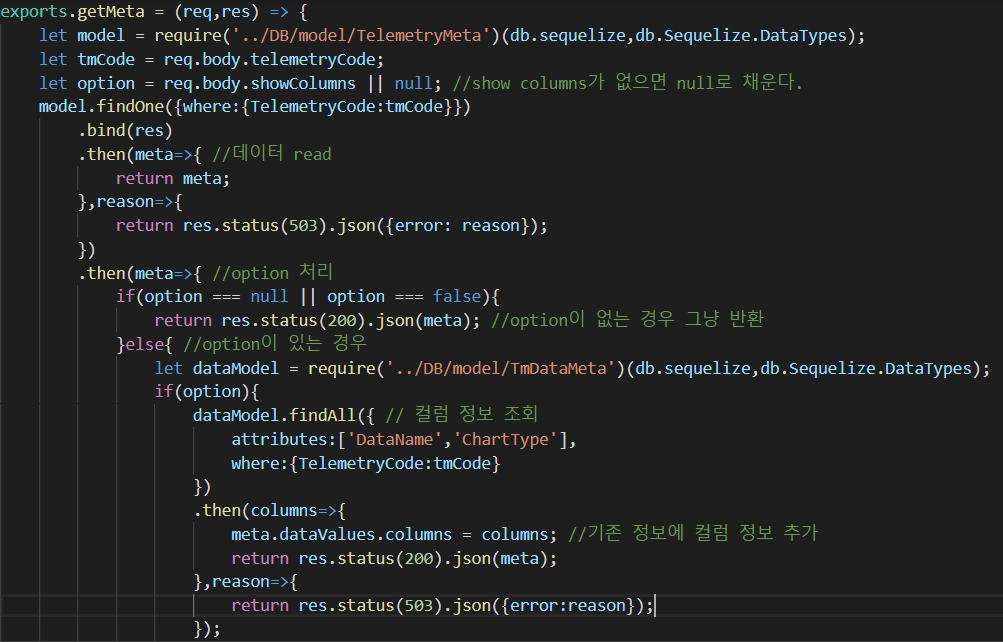 exports.getMeta = (req,res) => {
    let model = require('../DB/model/TelemetryMeta')(db.sequelize,db.Sequelize.DataTypes);
    let tmCode = req.body.telemetryCode;
    let option = req.body.showColumns || null; //show columns가 없으면 null로 채운다.
    model.findOne({where:{TelemetryCode:tmCode}})
        .bind(res)
        .then(meta=>{ //데이터 read
            return meta;
        },reason=>{
            return res.status(503).json({error: reason});
        })
        .then(meta=>{ //option 처리
            if(option === null || option === false){
                return res.status(200).json(meta); //option이 없는 경우 그냥 반환
            }else{ //option이 있는 경우
                let dataModel = require('../DB/model/TmDataMeta')(db.sequelize,db.Sequelize.DataTypes);
                if(option){
                    dataModel.findAll({ // 컬럼 정보 조회
                        attributes:['DataName','ChartType'],
                        where:{TelemetryCode:tmCode}
                    })
                    .then(columns=>{
                        meta.dataValues.columns = columns; //기존 정보에 컬럼 정보 추가
                        return res.status(200).json(meta);
                    },reason=>{
                        return res.status(503).json({error:reason});
                    });